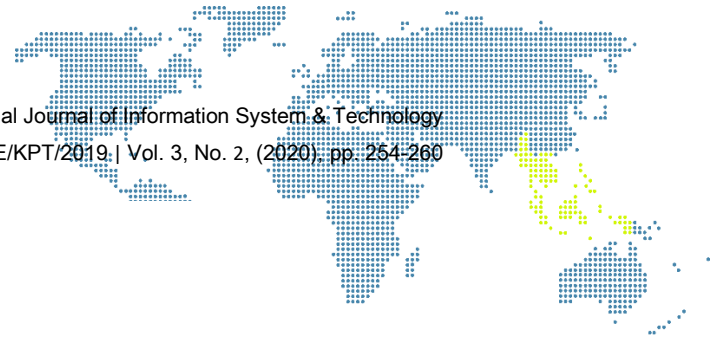 al Journal of Information System & Technology
E/KPT/2019 | Vol. 3, No. 2, (2020), pp. 254-260